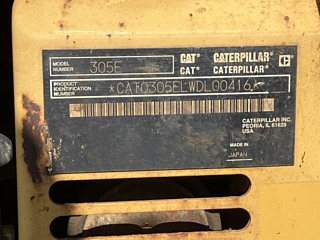 MODEL NUMBER 305E
CAT® CATERPILLAR® C
CAT® CATERPILLAR®
PRODUCT IDENTIFICATION NUMBER *CAT0305ELWDL00416*
CATERPILLAR INC.
PEORIA, IL 61629
USA
MADE IN
JAPAN